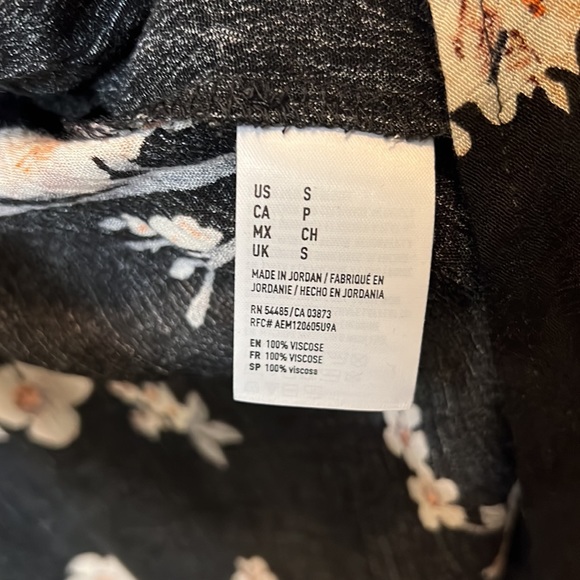 US S
CA P
MX CH
UK S
MADE IN JORDAN / FABRIQUÉ EN
JORDANIE / HECHO EN JORDANIA
RN 54485/CA 03873
RFC# AEM120605U9A
EN 100% VISCOSE
FR 100% VISCOSE
SP 100% viscosa